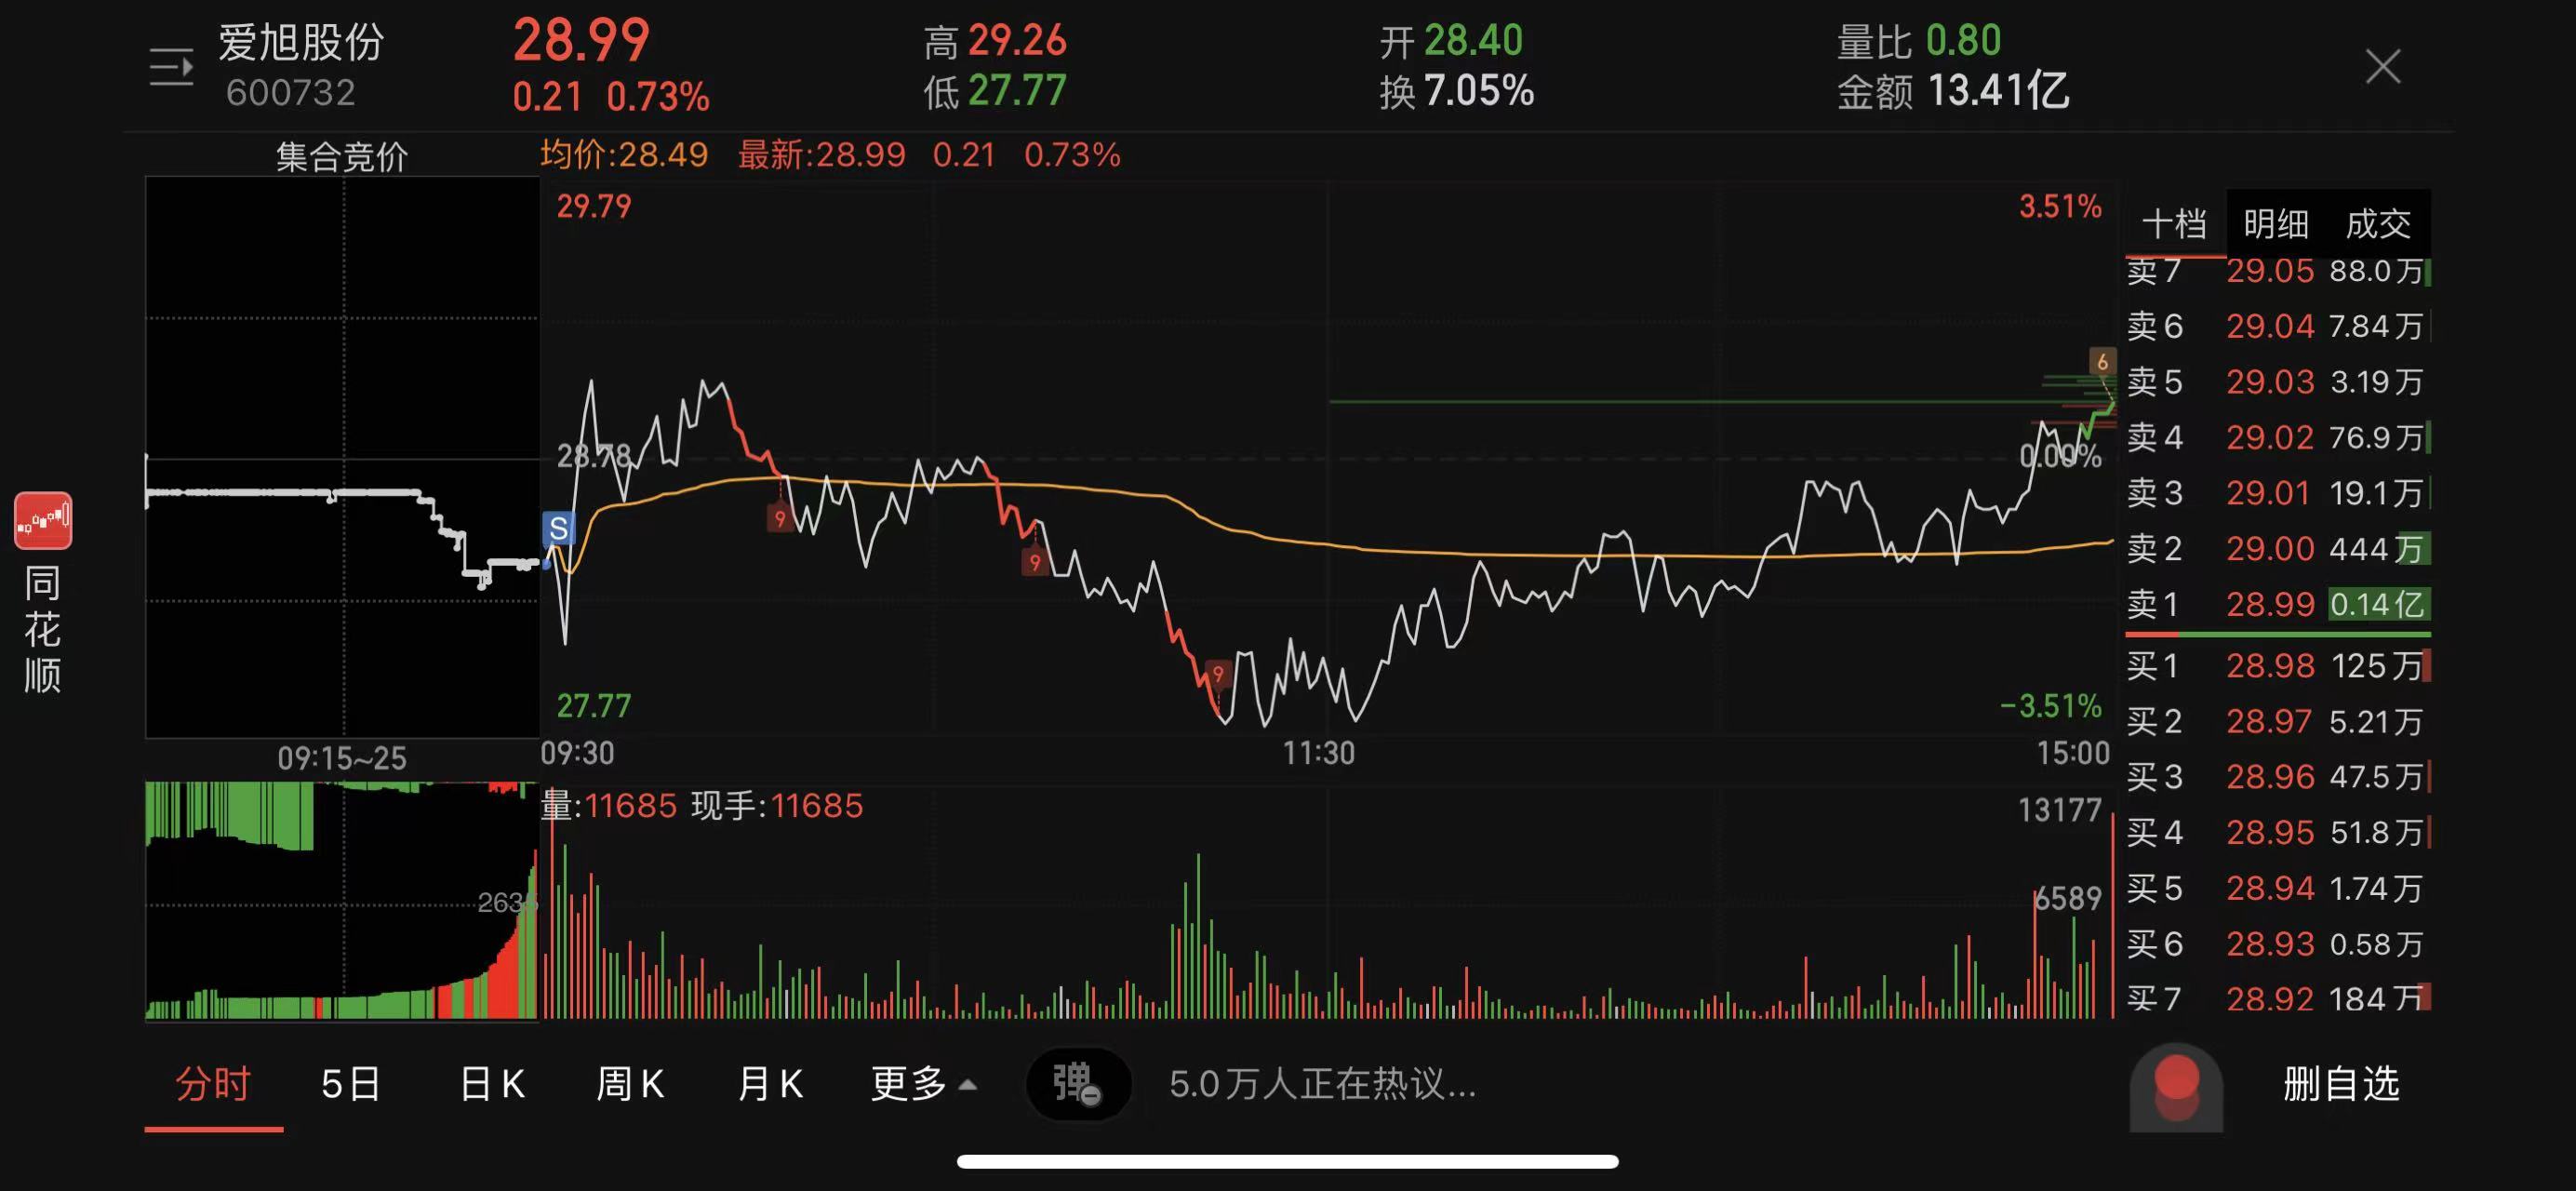 爱旭股份 28.99 高 29.26 开 28.40 量比 0.80
600732 0.21 0.73% 低 27.77 换 7.05% 金额 13.41亿
集合竞价 均价:28.49 最新:28.99 0.21 0.73%
29.79 3.51%
28.78 0.00%
27.77 -3.51%
6
S
9
9
9
09:15~25 09:30 11:30 15:00
量:11685 现手:11685 13177
6589
同花顺
十档 明细 成交
卖7 29.05 88.0万
卖6 29.04 7.84万
卖5 29.03 3.19万
卖4 29.02 76.9万
卖3 29.01 19.1万
卖2 29.00 444万
卖1 28.99 0.14亿
买1 28.98 125万
买2 28.97 5.21万
买3 28.96 47.5万
买4 28.95 51.8万
买5 28.94 1.74万
买6 28.93 0.58万
买7 28.92 184万
分时 5日 日K 周K 月K 更多 弹 5.0万人正在热议... 删自选